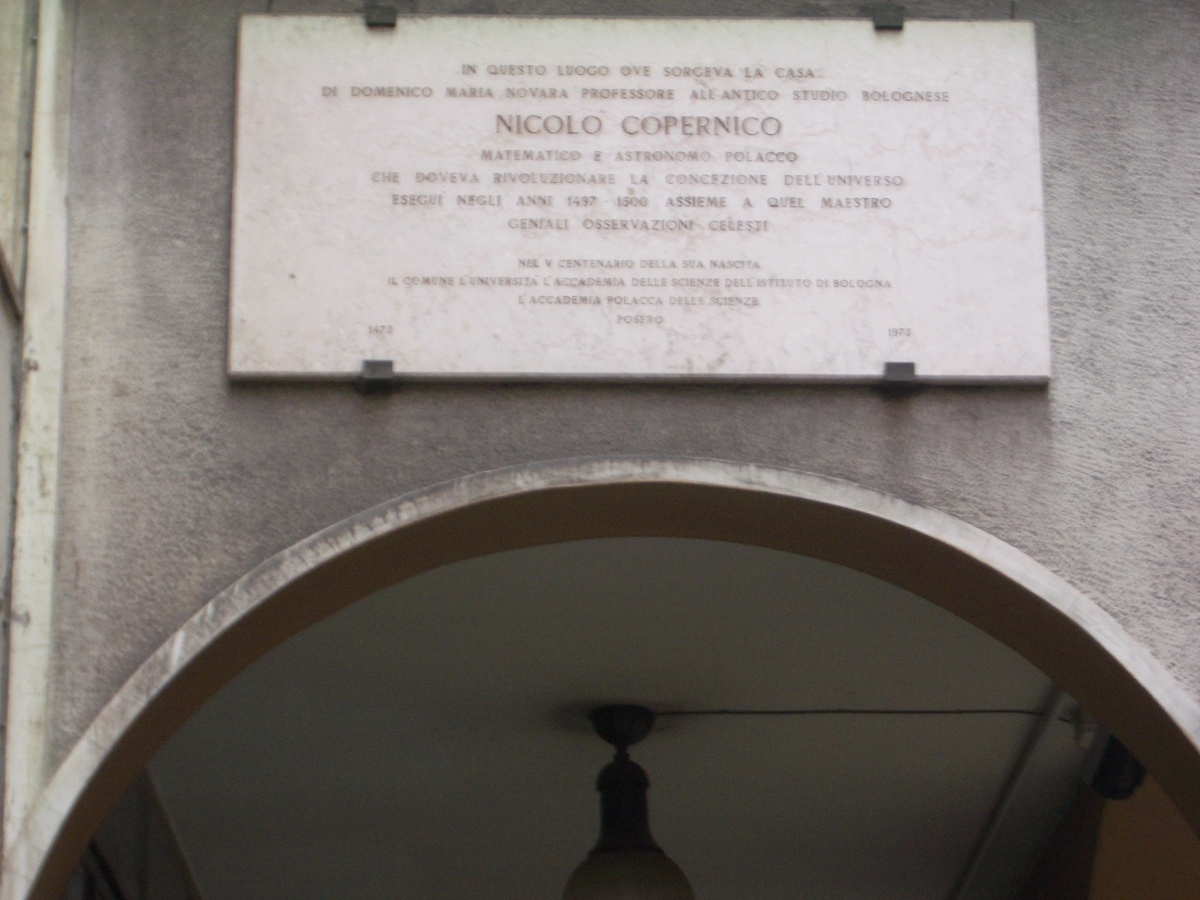 IN QUESTO LUOGO OVE SORGEVA LA CASA
DI DOMENICO MARIA NOVARA PROFESSORE ALL'ANTICO STUDIO BOLOGNESE
NICOLO COPERNICO
MATEMATICO E ASTRONOMO POLACCO
CHE DOVEVA RIVOLUZIONARE LA CONCEZIONE DELL'UNIVERSO
ESEGUI NEGLI ANNI 1497 - 1500 ASSIEME A QUEL MAESTRO
GENIALI OSSERVAZIONI CELESTI
NEL V CENTENARIO DELLA SUA NASCITA
IL COMUNE L'UNIVERSITÀ L'ACCADEMIA DELLE SCIENZE DELL'ISTITUTO DI BOLOGNA
L'ACCADEMIA POLACCA DELLE SCIENZE
POSERO
1473 1973